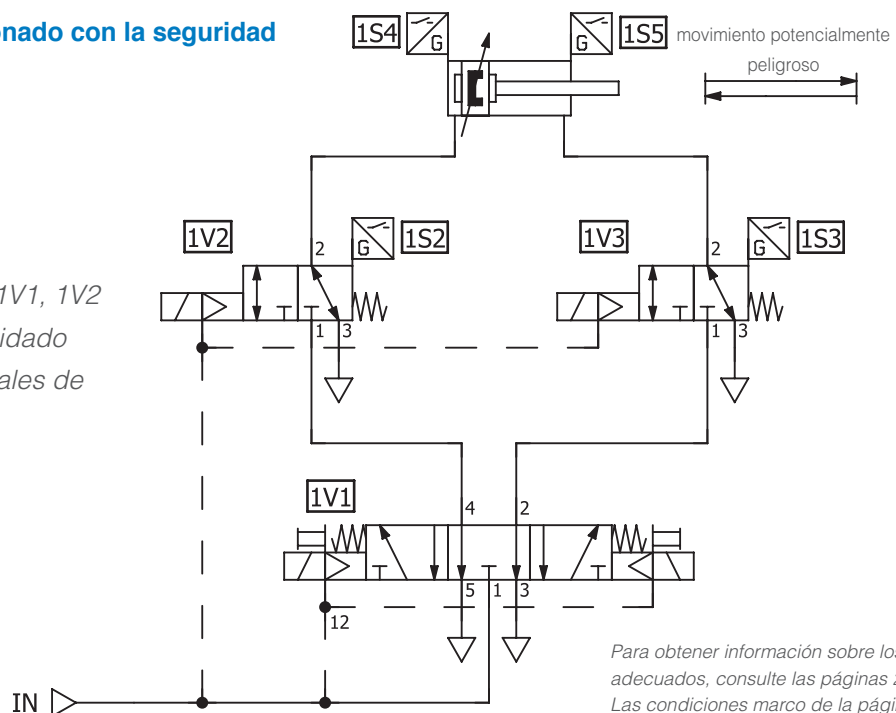 onado con la seguridad
1S4
G
G
1S5
movimiento potencialmente
peligroso
1V2
2
G
1S2
1V3
2
G
1S3
1V1, 1V2
idado
ales de
1
3
1
3
1V1
4
2
5
1
3
12
IN
Para obtener información sobre los
adecuados, consulte las páginas
Las condiciones marco de la págin